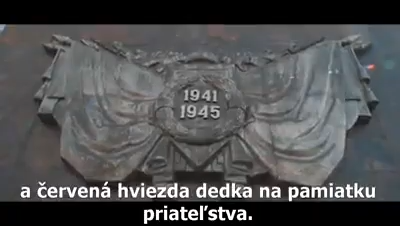 1941
1945
a červená hviezda dedka na pamiatku
priateľstva.